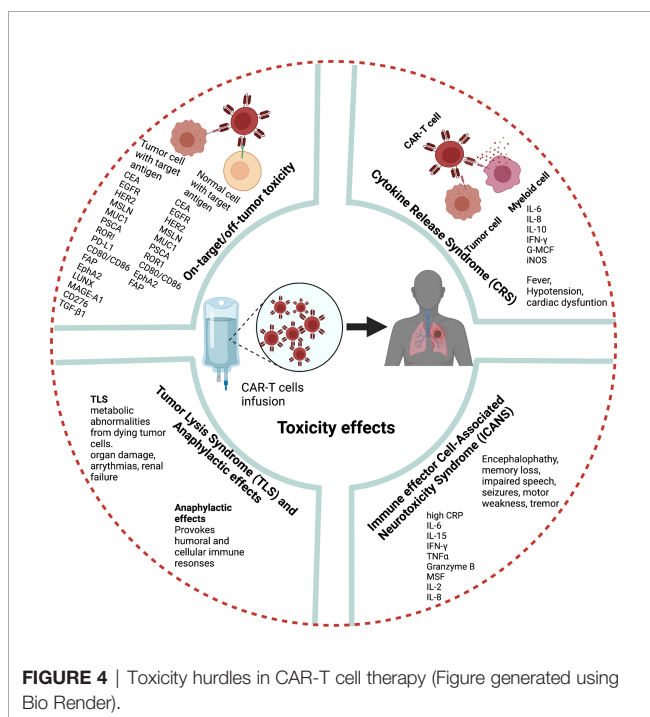 Tumor cell
with target
antigen
CEA
EGFR
HER2
MSLN
MUC1
PSCA
RORI
PD-L1
CD80/CD86
FAP
EphA2
LUNX
MAGE-A1
CD276
TGF-β1
Normal cell
with target
antigen
CEA
EGFR
HER2
MSLN
MUC1
PSCA
ROR1
CD80/CD86
EphA2
FAP
On-target/off-tumor toxicity
CAR-T cell
Tumor cell
Myeloid cell
IL-6
IL-8
IL-10
IFN-γ
G-MCF
iNOS
Fever,
Hypotension,
cardiac dysfuntion
Cytokine Release Syndrome (CRS)
CAR-T cells
infusion
Toxicity effects
TLS
metabolic
abnormalities
from dying tumor
cells.
organ damage,
arrythmias, renal
failure
Tumor Lysis Syndrome (TLS) and
Anaphylactic effects
Anaphylactic
effects
Provokes
humoral and
cellular immune
resonses
Immune effector Cell-Associated
Neurotoxicity Syndrome (ICANS)
Encephalophathy,
memory loss,
impaired speech,
seizures, motor
weakness, tremor
high CRP
IL-6
IL-15
IFN-γ
TNFα
Granzyme B
MSF
IL-2
IL-8
FIGURE 4 | Toxicity hurdles in CAR-T cell therapy (Figure generated using
Bio Render).